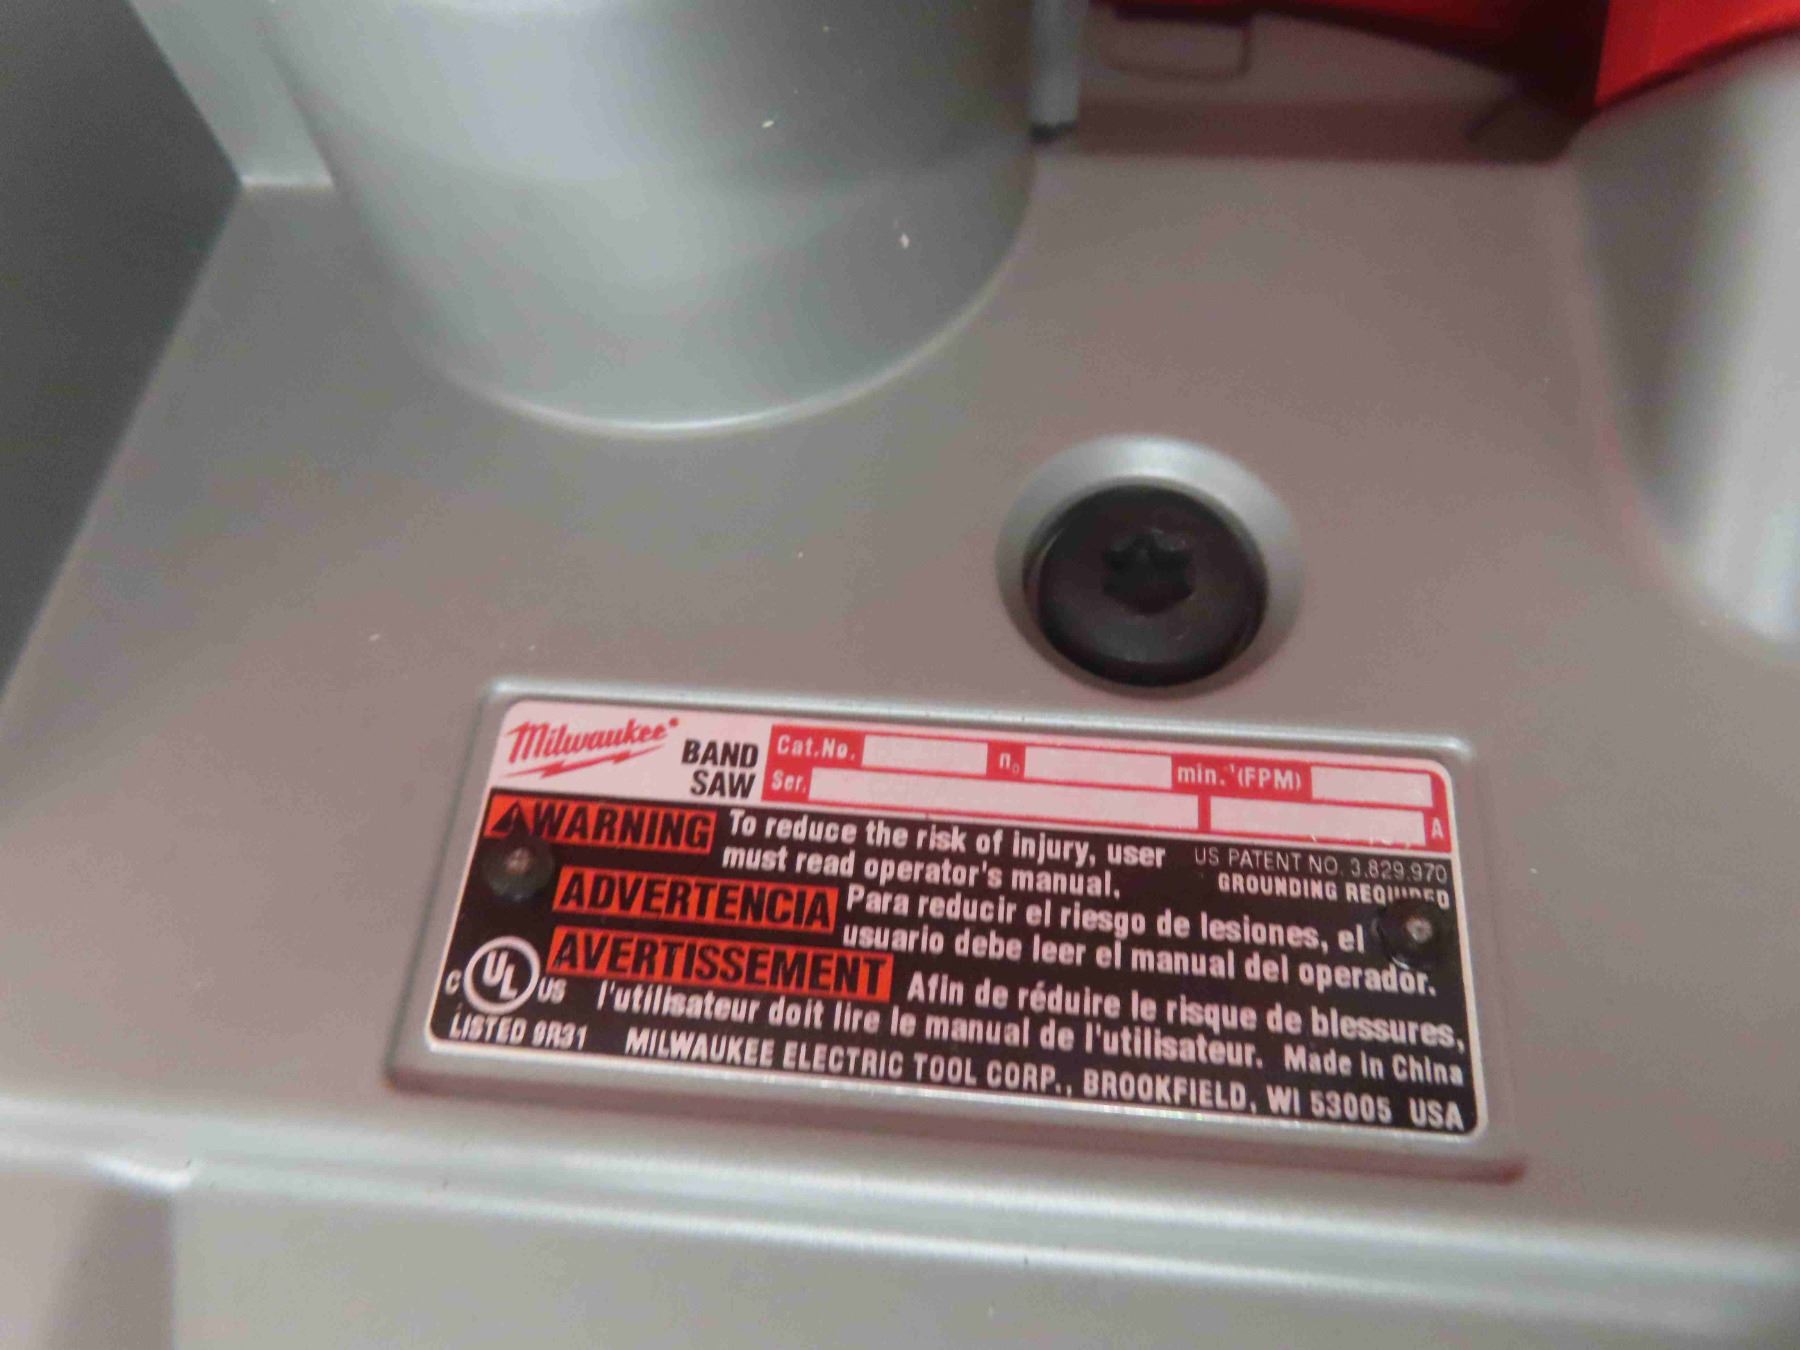 Milwaukee
BAND
SAW
Cat.No. n₀ min.⁻¹(FPM)
Ser. A
WARNING To reduce the risk of injury, user
must read operator's manual.
US PATENT NO. 3.829.970
GROUNDING REQUIRED
ADVERTENCIA Para reducir el riesgo de lesiones, el
usuario debe leer el manual del operador.
AVERTISSEMENT Afin de réduire le risque de blessures,
l'utilisateur doit lire le manual de l'utilisateur. Made in China
C UL US
LISTED 9R31
MILWAUKEE ELECTRIC TOOL CORP., BROOKFIELD, WI 53005 USA